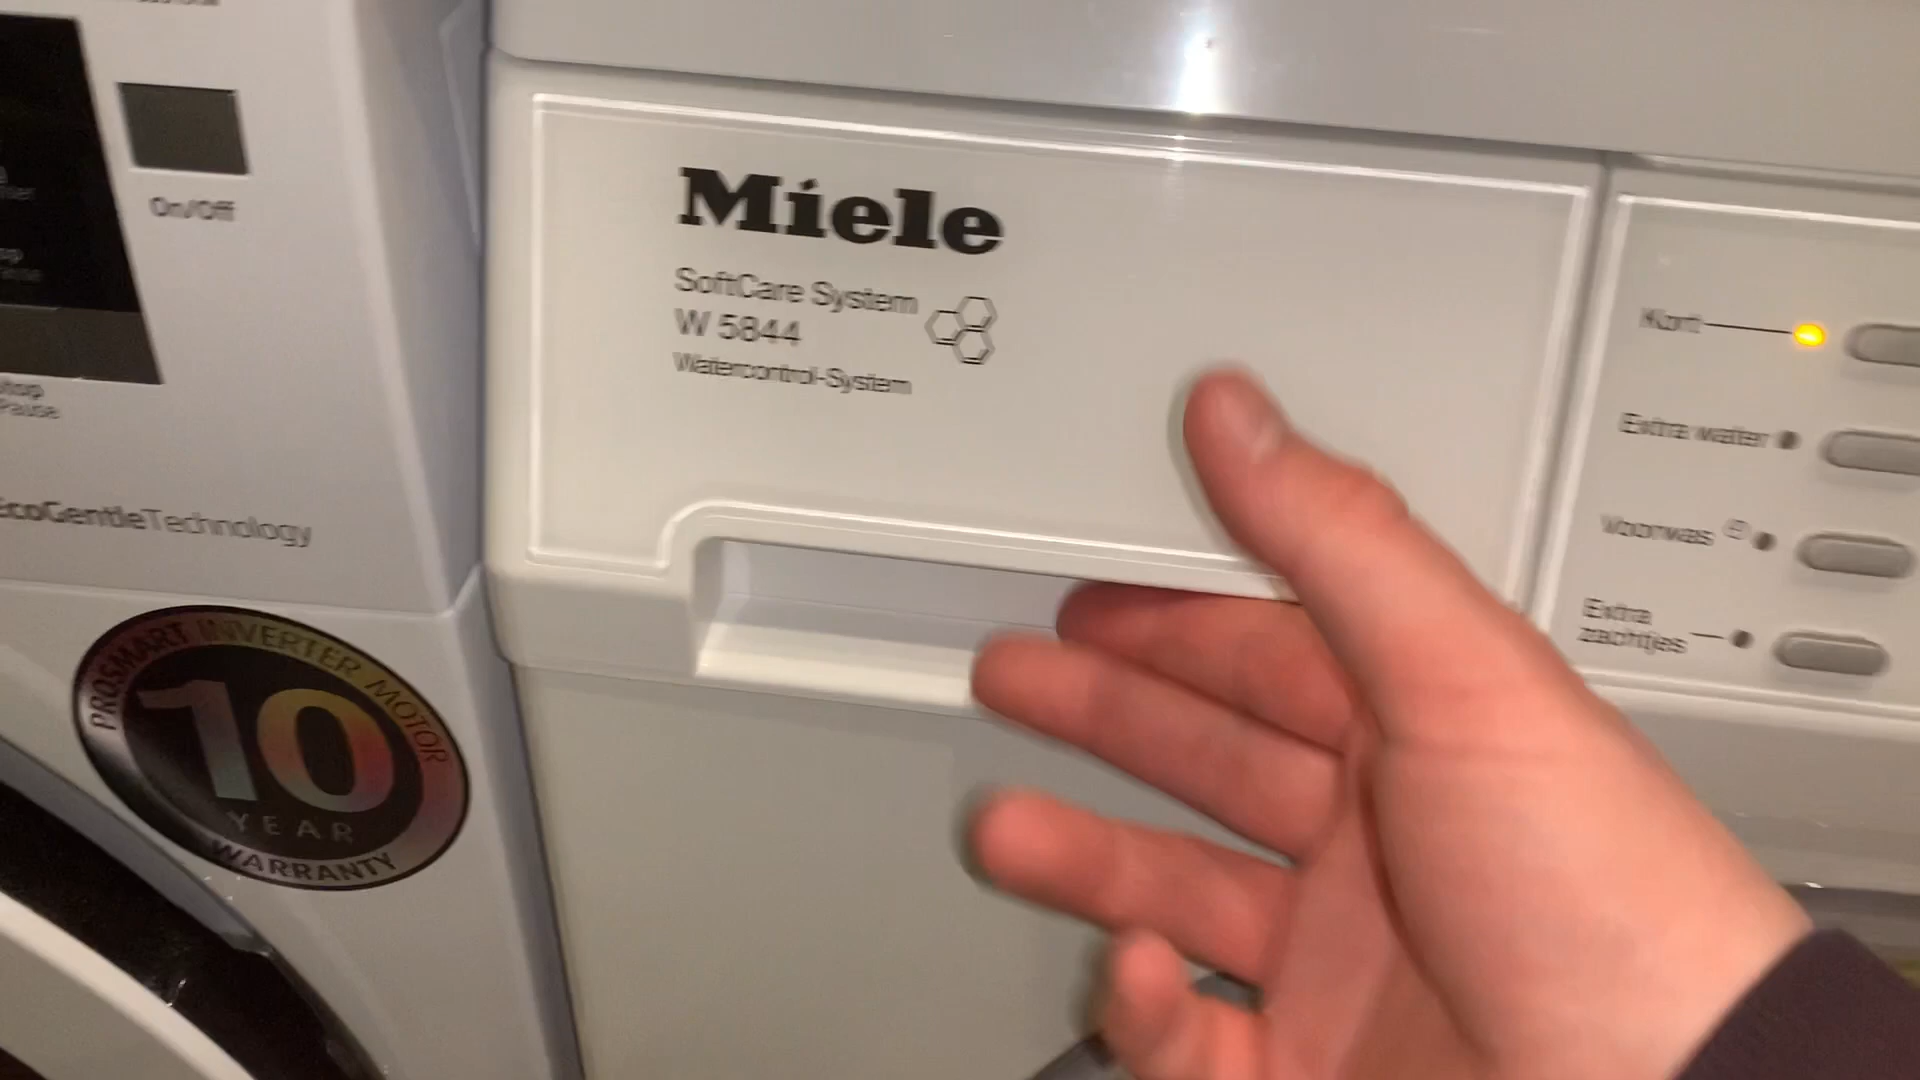 On/Off
Pause
EcoGentleTechnology
PROSMART INVERTER MOTOR
10
YEAR
WARRANTY
Miele
SoftCare System
W 5844
Watercontrol-System
Kort
Extra water
Voorwas
Extra
zachtjes